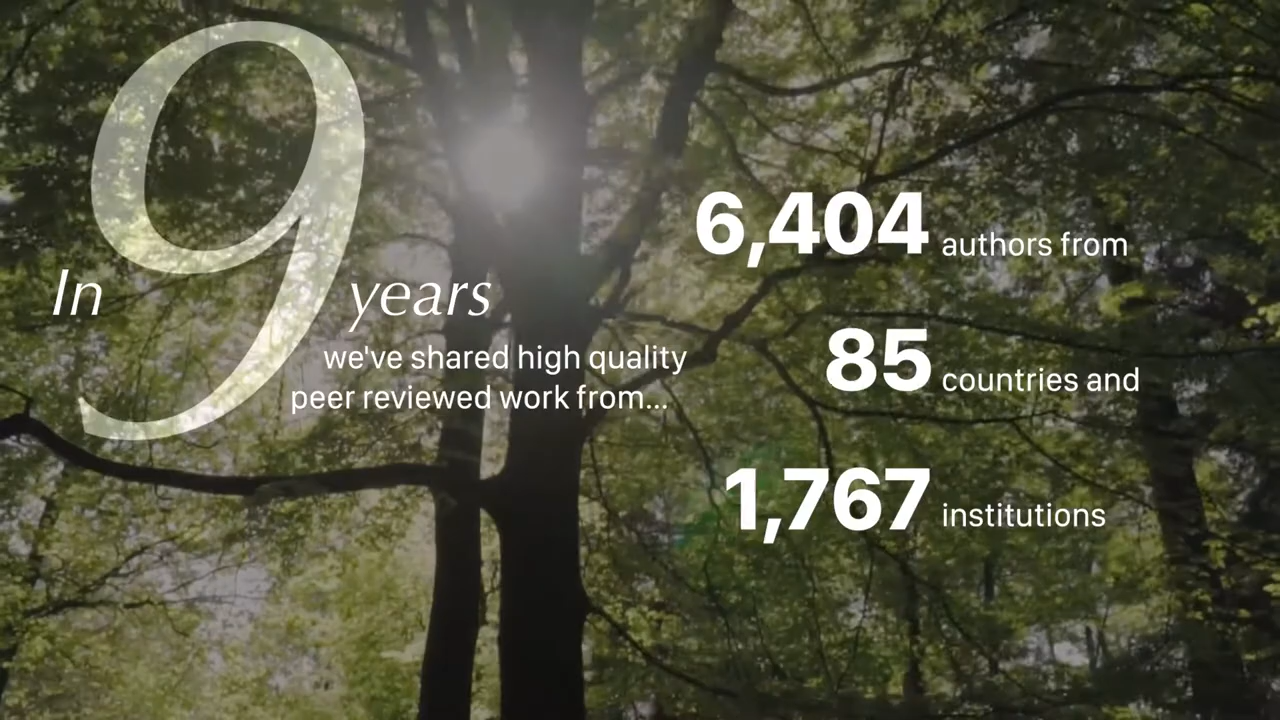 In 9 years
we've shared high quality
peer reviewed work from...
6,404 authors from
85 countries and
1,767 institutions